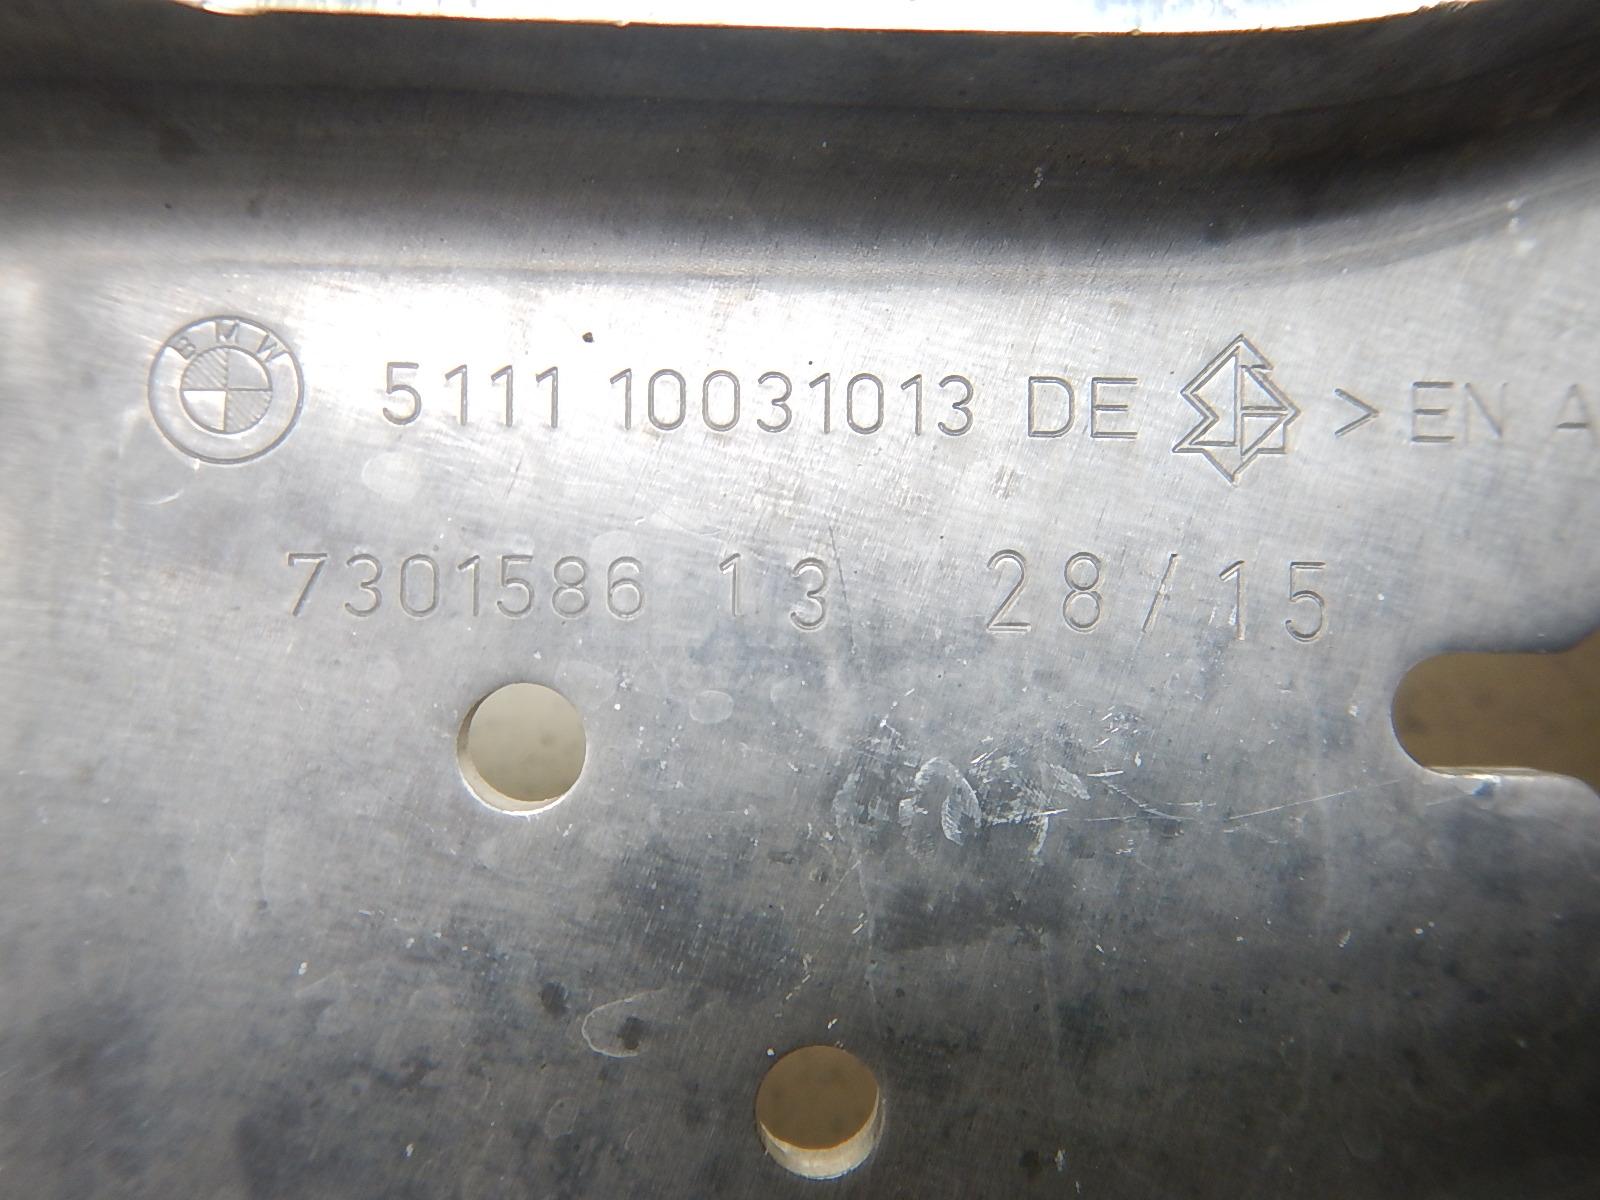 BMW 5111 10031013 DE > EN A
7301586 13 28/15